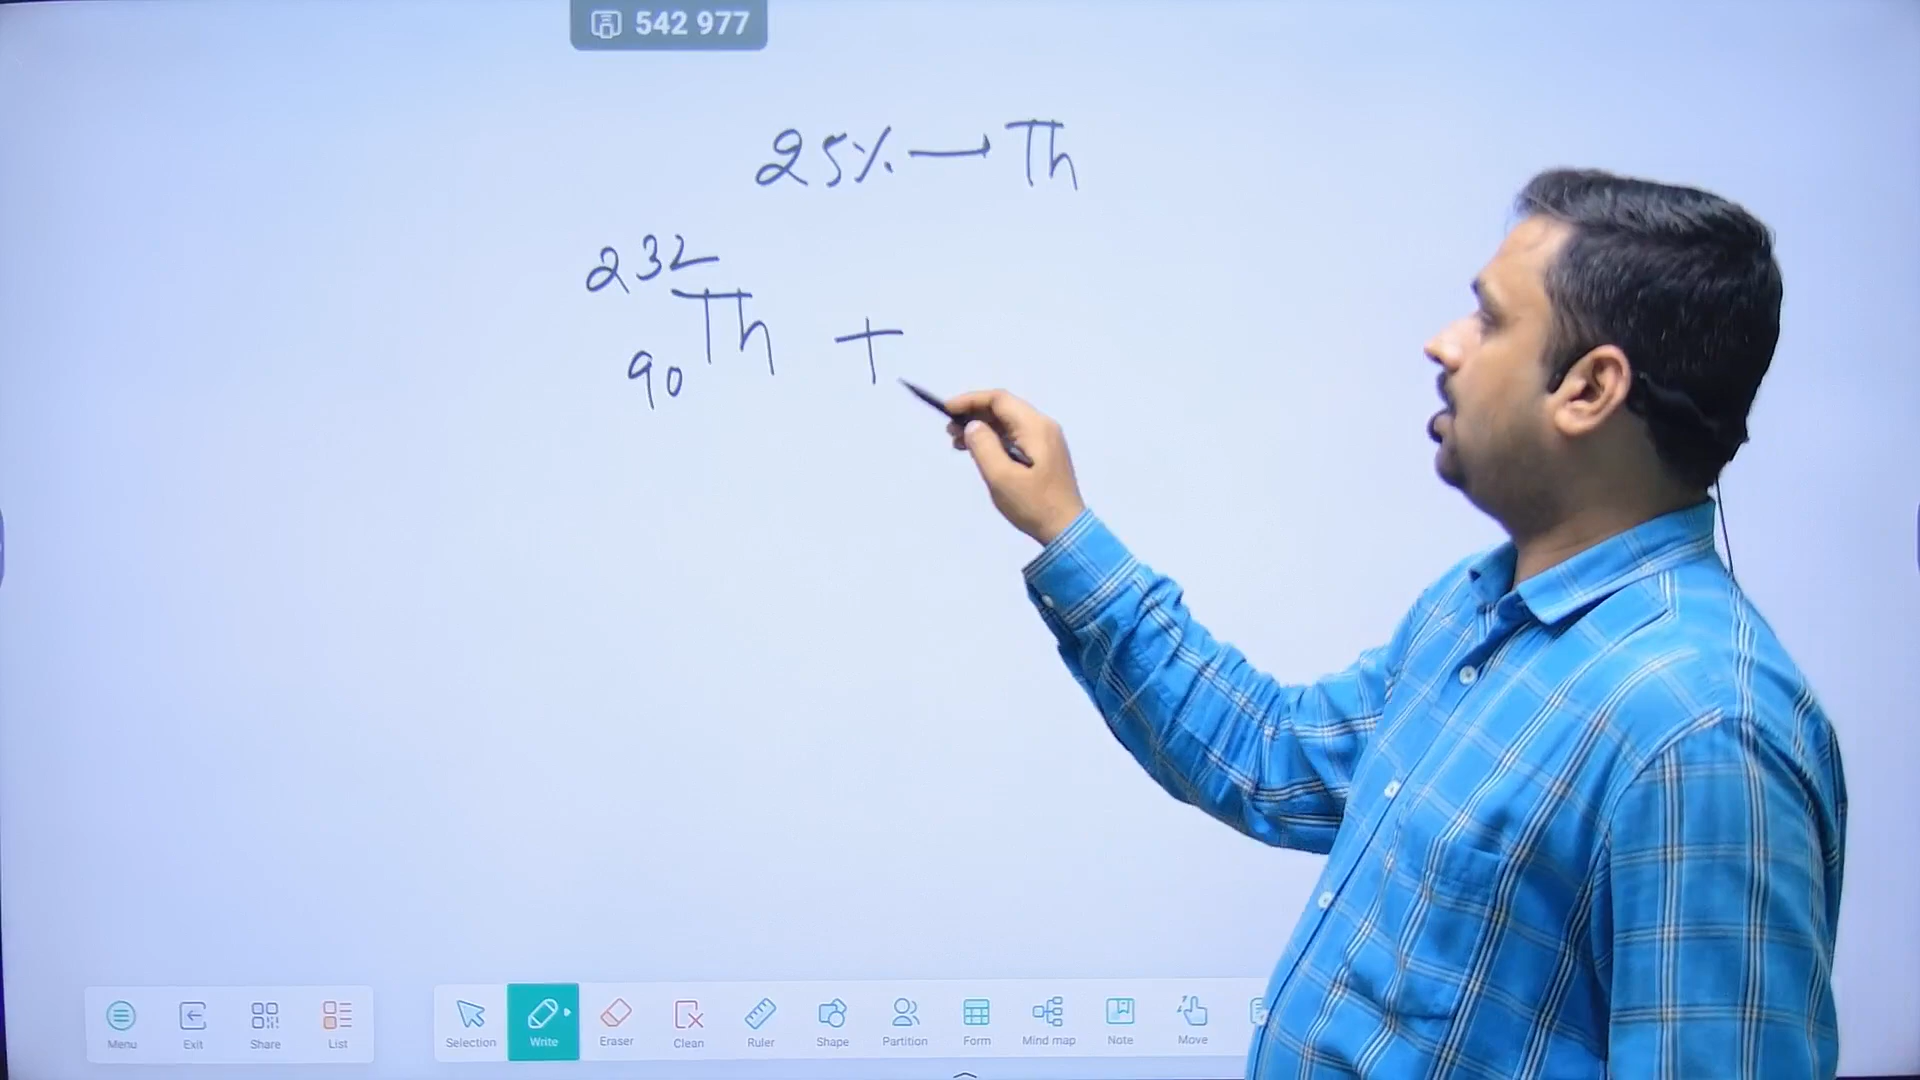 542 977
25% → Th
232
Th +
90
Menu Exit Share List Selection Write Eraser Clean Ruler Shape Partition Form Mind map Note Move